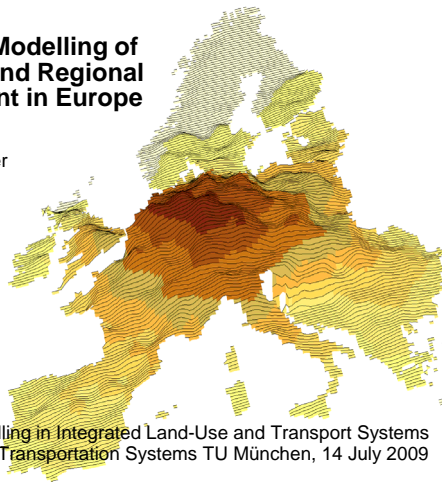 Modelling of
nd Regional
nt in Europe
er
lling in Integrated Land-Use and Transport Systems
Transportation Systems TU München, 14 July 2009